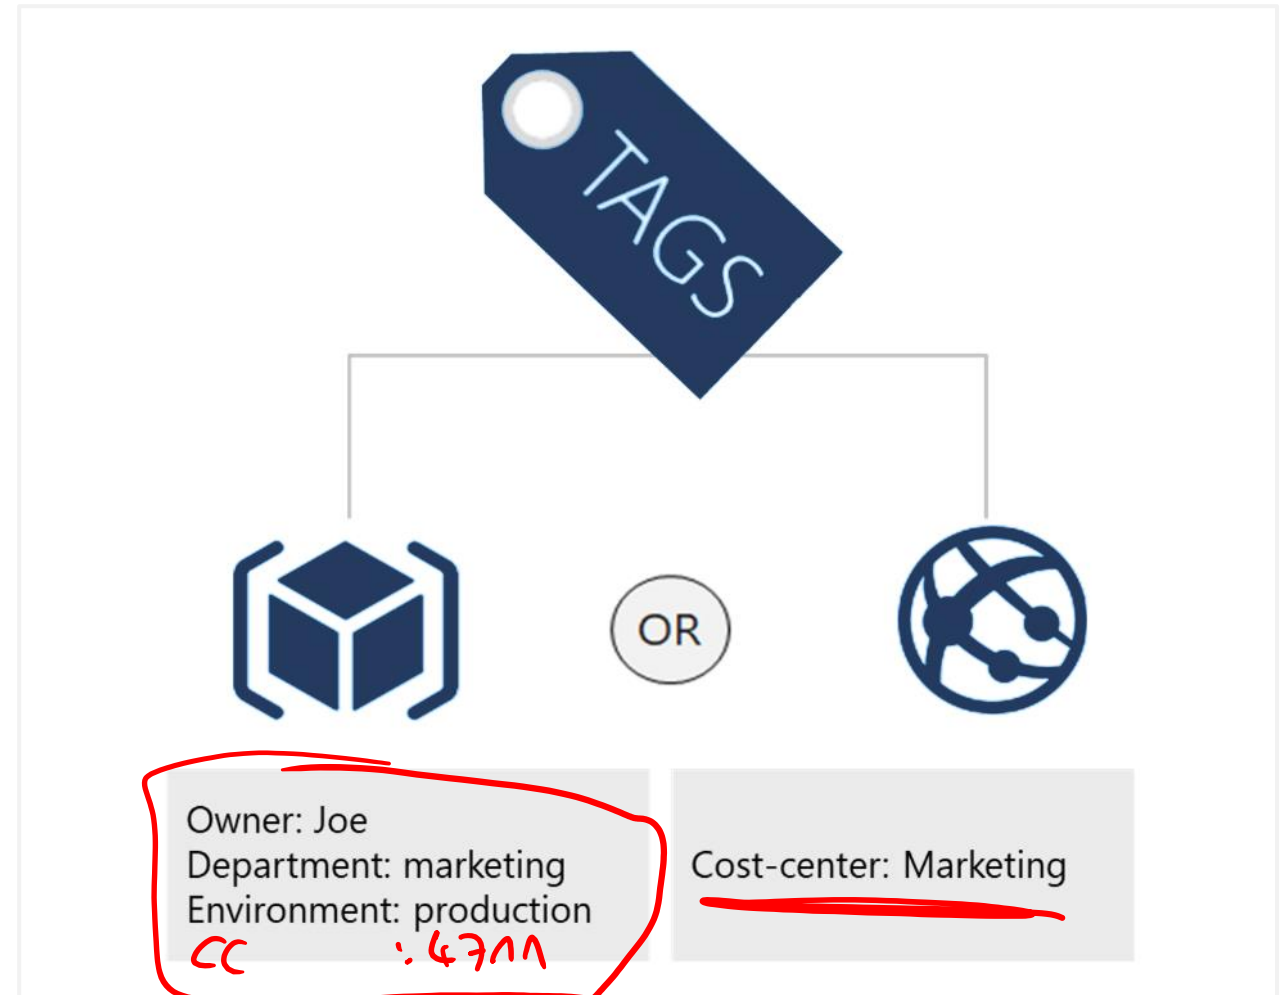 TAGS
OR
Owner: Joe
Department: marketing
Environment: production
CC : 4711
Cost-center: Marketing